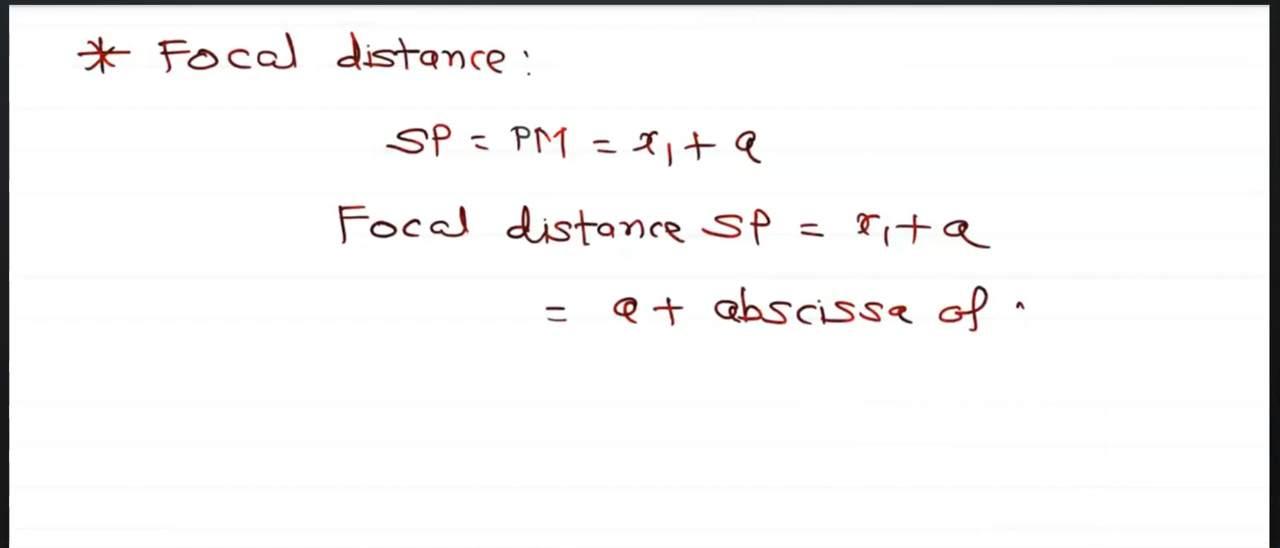 * Focal distance:
SP = PM = x₁ + a
Focal distance SP = x₁ + a
= a + abscissa of